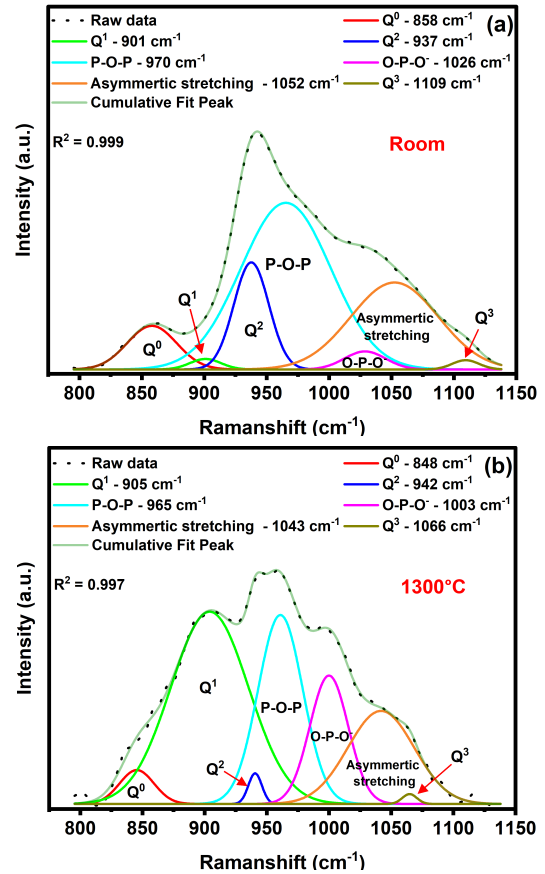 (a)
Raw data
Q⁰ - 858 cm⁻¹
Q¹ - 901 cm⁻¹
Q² - 937 cm⁻¹
P-O-P - 970 cm⁻¹
O-P-O⁻ - 1026 cm⁻¹
Asymmertic stretching - 1052 cm⁻¹
Q³ - 1109 cm⁻¹
Cumulative Fit Peak
R² = 0.999
Room
P-O-P
Q¹
Q²
Q⁰
Asymmertic
stretching
O-P-O
Q³
Intensity (a.u.)
800 850 900 950 1000 1050 1100 1150
Ramanshift (cm⁻¹)
(b)
Raw data
Q⁰ - 848 cm⁻¹
Q¹ - 905 cm⁻¹
Q² - 942 cm⁻¹
P-O-P - 965 cm⁻¹
O-P-O⁻ - 1003 cm⁻¹
Asymmertic stretching - 1043 cm⁻¹
Q³ - 1066 cm⁻¹
Cumulative Fit Peak
R² = 0.997
1300°C
Q¹
P-O-P
O-P-O⁻
Q²
Q⁰
Asymmertic
stretching
Q³
Intensity (a.u.)
800 850 900 950 1000 1050 1100 1150
Ramanshift (cm⁻¹)